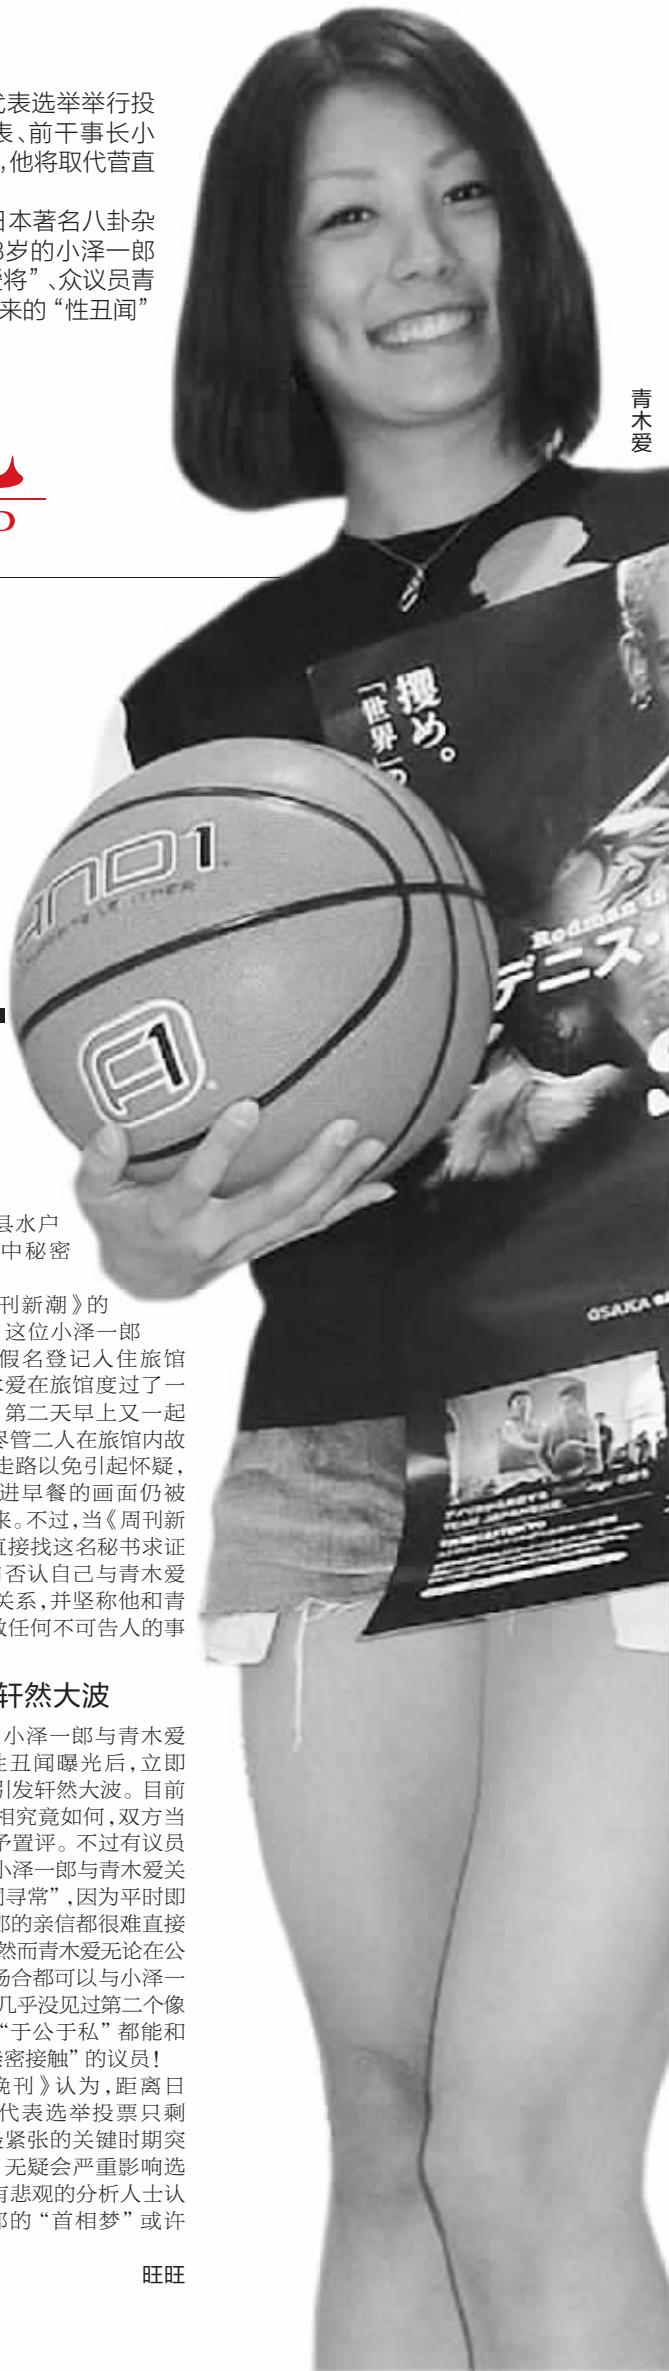 代表选举举行投
表、前干事长小
,他将取代菅直
日本著名八卦杂
8岁的小泽一郎
爱将”、众议员青
来的“性丑闻”
青木爱
攫め。
「世界」の
AND1
Rodman
デニス・
OSAKA
县水户
中秘密
刊新潮》的
这位小泽一郎
假名登记入住旅馆
木爱在旅馆度过了一
第二天早上又一起
尽管二人在旅馆内故
走路以免引起怀疑,
进早餐的画面仍被
来。不过,当《周刊新
直接找这名秘书求证
否认自己与青木爱
关系,并坚称他和青
做任何不可告人的事
轩然大波
小泽一郎与青木爱
性丑闻曝光后,立即
引发轩然大波。目前
相究竟如何,双方当
予置评。不过有议员
小泽一郎与青木爱关
同寻常”,因为平时即
郎的亲信都很难直接
然而青木爱无论在公
场合都可以与小泽一
几乎没见过第二个像
“于公于私”都能和
亲密接触”的议员!
晚刊》认为,距离日
代表选举投票只剩
最紧张的关键时期突
无疑会严重影响选
有悲观的分析人士认
郎的“首相梦”或许
旺旺